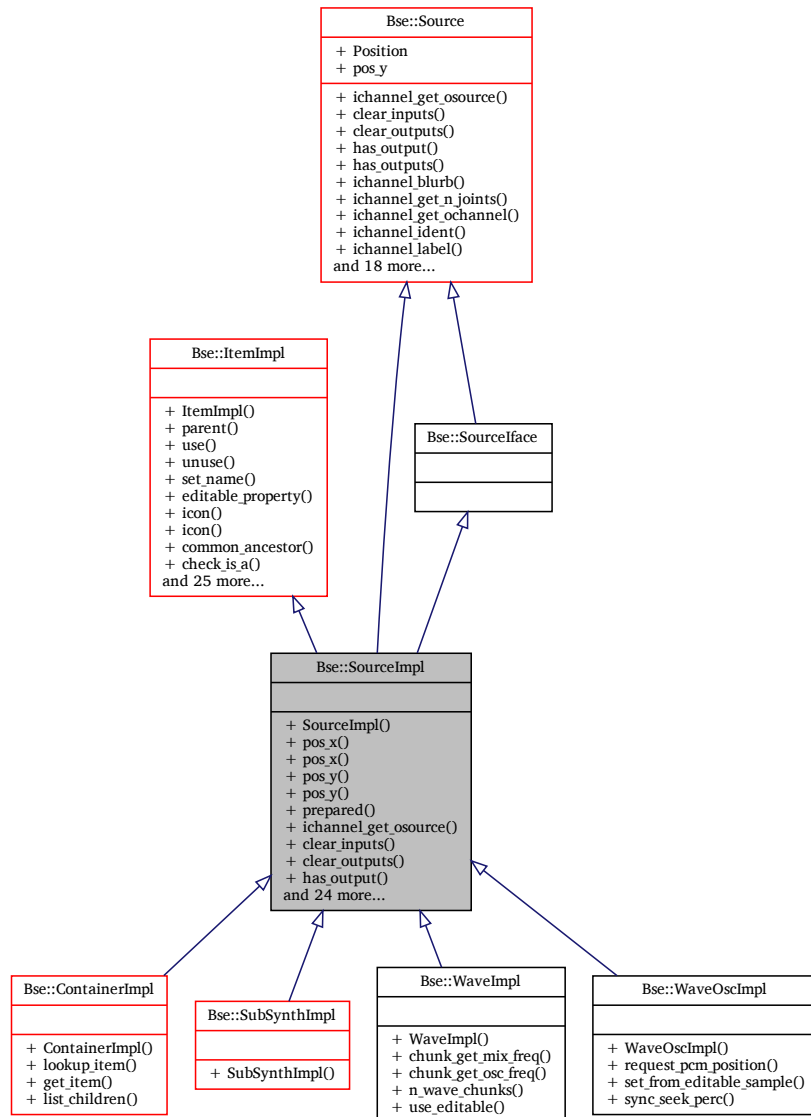 Bse::Source
+ Position
+ pos_y
+ ichannel_get_osource()
+ clear_inputs()
+ clear_outputs()
+ has_output()
+ has_outputs()
+ ichannel_blurb()
+ ichannel_get_n_joints()
+ ichannel_get_ochannel()
+ ichannel_ident()
+ ichannel_label()
and 18 more...
Bse::ItemImpl
+ ItemImpl()
+ parent()
+ use()
+ unuse()
+ set_name()
+ editable_property()
+ icon()
+ icon()
+ common_ancestor()
+ check_is_a()
and 25 more...
Bse::SourceIface
Bse::SourceImpl
+ SourceImpl()
+ pos_x()
+ pos_x()
+ pos_y()
+ pos_y()
+ prepared()
+ ichannel_get_osource()
+ clear_inputs()
+ clear_outputs()
+ has_output()
and 24 more...
Bse::ContainerImpl
+ ContainerImpl()
+ lookup_item()
+ get_item()
+ list_children()
Bse::SubSynthImpl
+ SubSynthImpl()
Bse::WaveImpl
+ WaveImpl()
+ chunk_get_mix_freq()
+ chunk_get_osc_freq()
+ n_wave_chunks()
+ use_editable()
Bse::WaveOscImpl
+ WaveOscImpl()
+ request_pcm_position()
+ set_from_editable_sample()
+ sync_seek_perc()